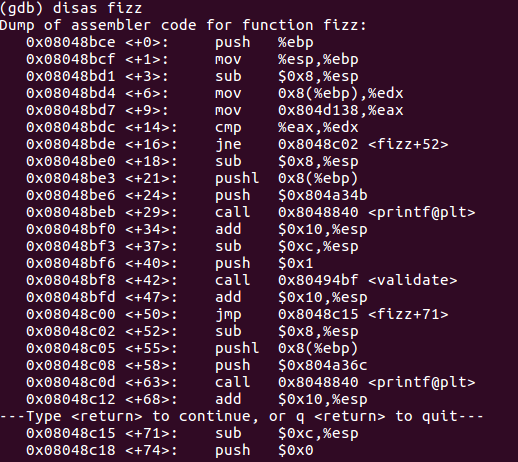 (gdb) disas fizz
Dump of assembler code for function fizz:
   0x08048bce <+0>:     push   %ebp
   0x08048bcf <+1>:     mov    %esp,%ebp
   0x08048bd1 <+3>:     sub    $0x8,%esp
   0x08048bd4 <+6>:     mov    0x8(%ebp),%edx
   0x08048bd7 <+9>:     mov    0x804d138,%eax
   0x08048bdc <+14>:    cmp    %eax,%edx
   0x08048bde <+16>:    jne    0x8048c02 <fizz+52>
   0x08048be0 <+18>:    sub    $0x8,%esp
   0x08048be3 <+21>:    pushl  0x8(%ebp)
   0x08048be6 <+24>:    push   $0x804a34b
   0x08048beb <+29>:    call   0x8048840 <printf@plt>
   0x08048bf0 <+34>:    add    $0x10,%esp
   0x08048bf3 <+37>:    sub    $0xc,%esp
   0x08048bf6 <+40>:    push   $0x1
   0x08048bf8 <+42>:    call   0x80494bf <validate>
   0x08048bfd <+47>:    add    $0x10,%esp
   0x08048c00 <+50>:    jmp    0x8048c15 <fizz+71>
   0x08048c02 <+52>:    sub    $0x8,%esp
   0x08048c05 <+55>:    pushl  0x8(%ebp)
   0x08048c08 <+58>:    push   $0x804a36c
   0x08048c0d <+63>:    call   0x8048840 <printf@plt>
   0x08048c12 <+68>:    add    $0x10,%esp
---Type <return> to continue, or q <return> to quit---
   0x08048c15 <+71>:    sub    $0xc,%esp
   0x08048c18 <+74>:    push   $0x0